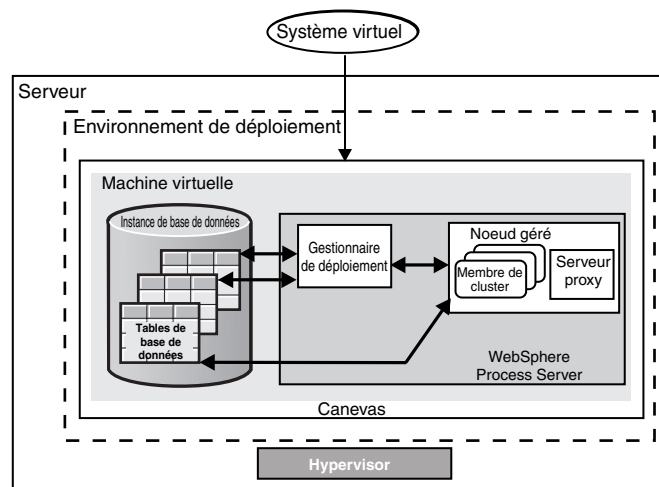 Système virtuel
Serveur
Environnement de déploiement
Machine virtuelle
Instance de base de données
Tables de
base de
données
Gestionnaire
de déploiement
Noeud géré
Membre de
cluster
Serveur
proxy
WebSphere
Process Server
Canevas
Hypervisor